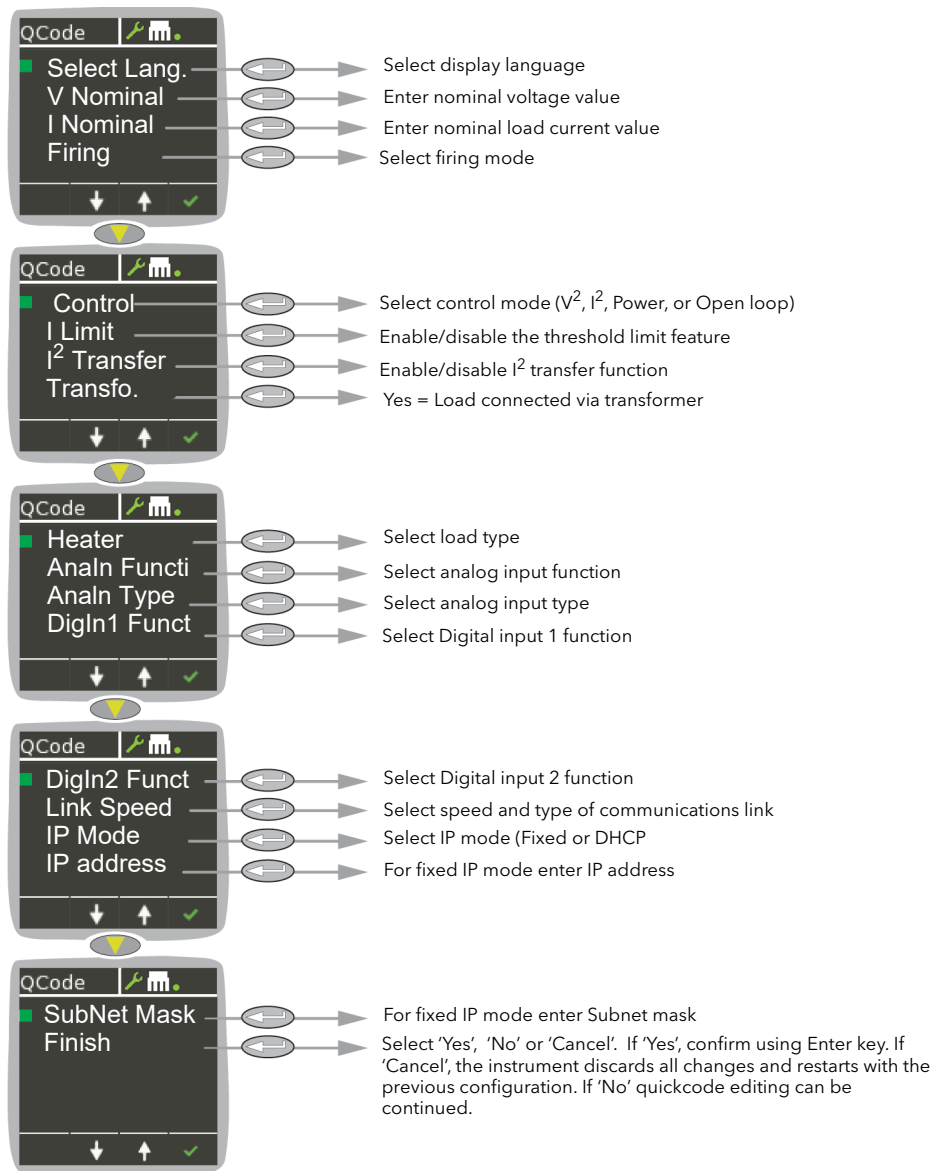 QCode
Select Lang.
Select display language
V Nominal
Enter nominal voltage value
I Nominal
Enter nominal load current value
Firing
Select firing mode
QCode
Control
Select control mode (V², I², Power, or Open loop)
I Limit
Enable/disable the threshold limit feature
I² Transfer
Enable/disable I² transfer function
Transfo.
Yes = Load connected via transformer
QCode
Heater
Select load type
AnaIn Functi
Select analog input function
AnaIn Type
Select analog input type
DigIn1 Funct
Select Digital input 1 function
QCode
DigIn2 Funct
Select Digital input 2 function
Link Speed
Select speed and type of communications link
IP Mode
Select IP mode (Fixed or DHCP
IP address
For fixed IP mode enter IP address
QCode
SubNet Mask
For fixed IP mode enter Subnet mask
Finish
Select ‘Yes’, ‘No’ or ‘Cancel’. If ‘Yes’, confirm using Enter key. If
‘Cancel’, the instrument discards all changes and restarts with the
previous configuration. If ‘No’ quickcode editing can be
continued.